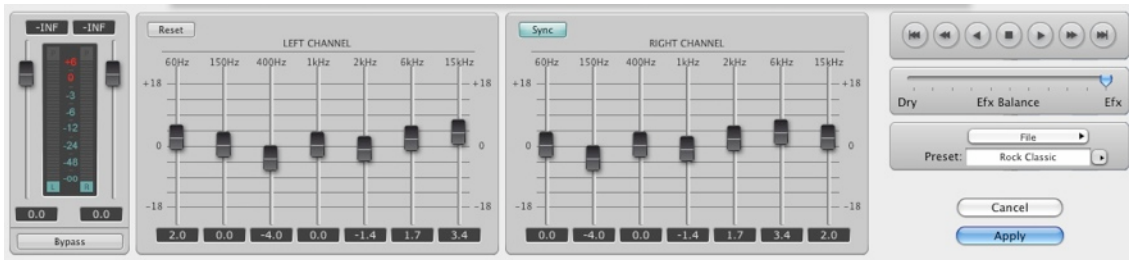 -INF -INF
+6
0
-3
-6
-12
-24
-48
-oo
L R
0.0 0.0
Bypass
Reset
LEFT CHANNEL
60Hz 150Hz 400Hz 1kHz 2kHz 6kHz 15kHz
+18 +18
0 0
-18 -18
2.0 0.0 -4.0 0.0 -1.4 1.7 3.4
Sync
RIGHT CHANNEL
60Hz 150Hz 400Hz 1kHz 2kHz 6kHz 15kHz
+18 +18
0 0
-18 -18
0.0 -4.0 0.0 -1.4 1.7 3.4 2.0
Dry Efx Balance Efx
File
Preset: Rock Classic
Cancel
Apply